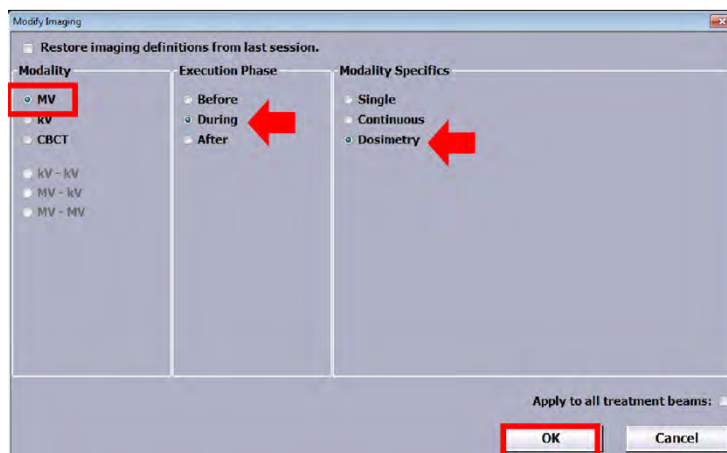 Modify Imaging
Restore imaging definitions from last session.
Modality
MV
kV
CBCT
kV - kV
MV - kV
MV - MV
Execution Phase
Before
During
After
Modality Specifics
Single
Continuous
Dosimetry
Apply to all treatment beams:
OK
Cancel